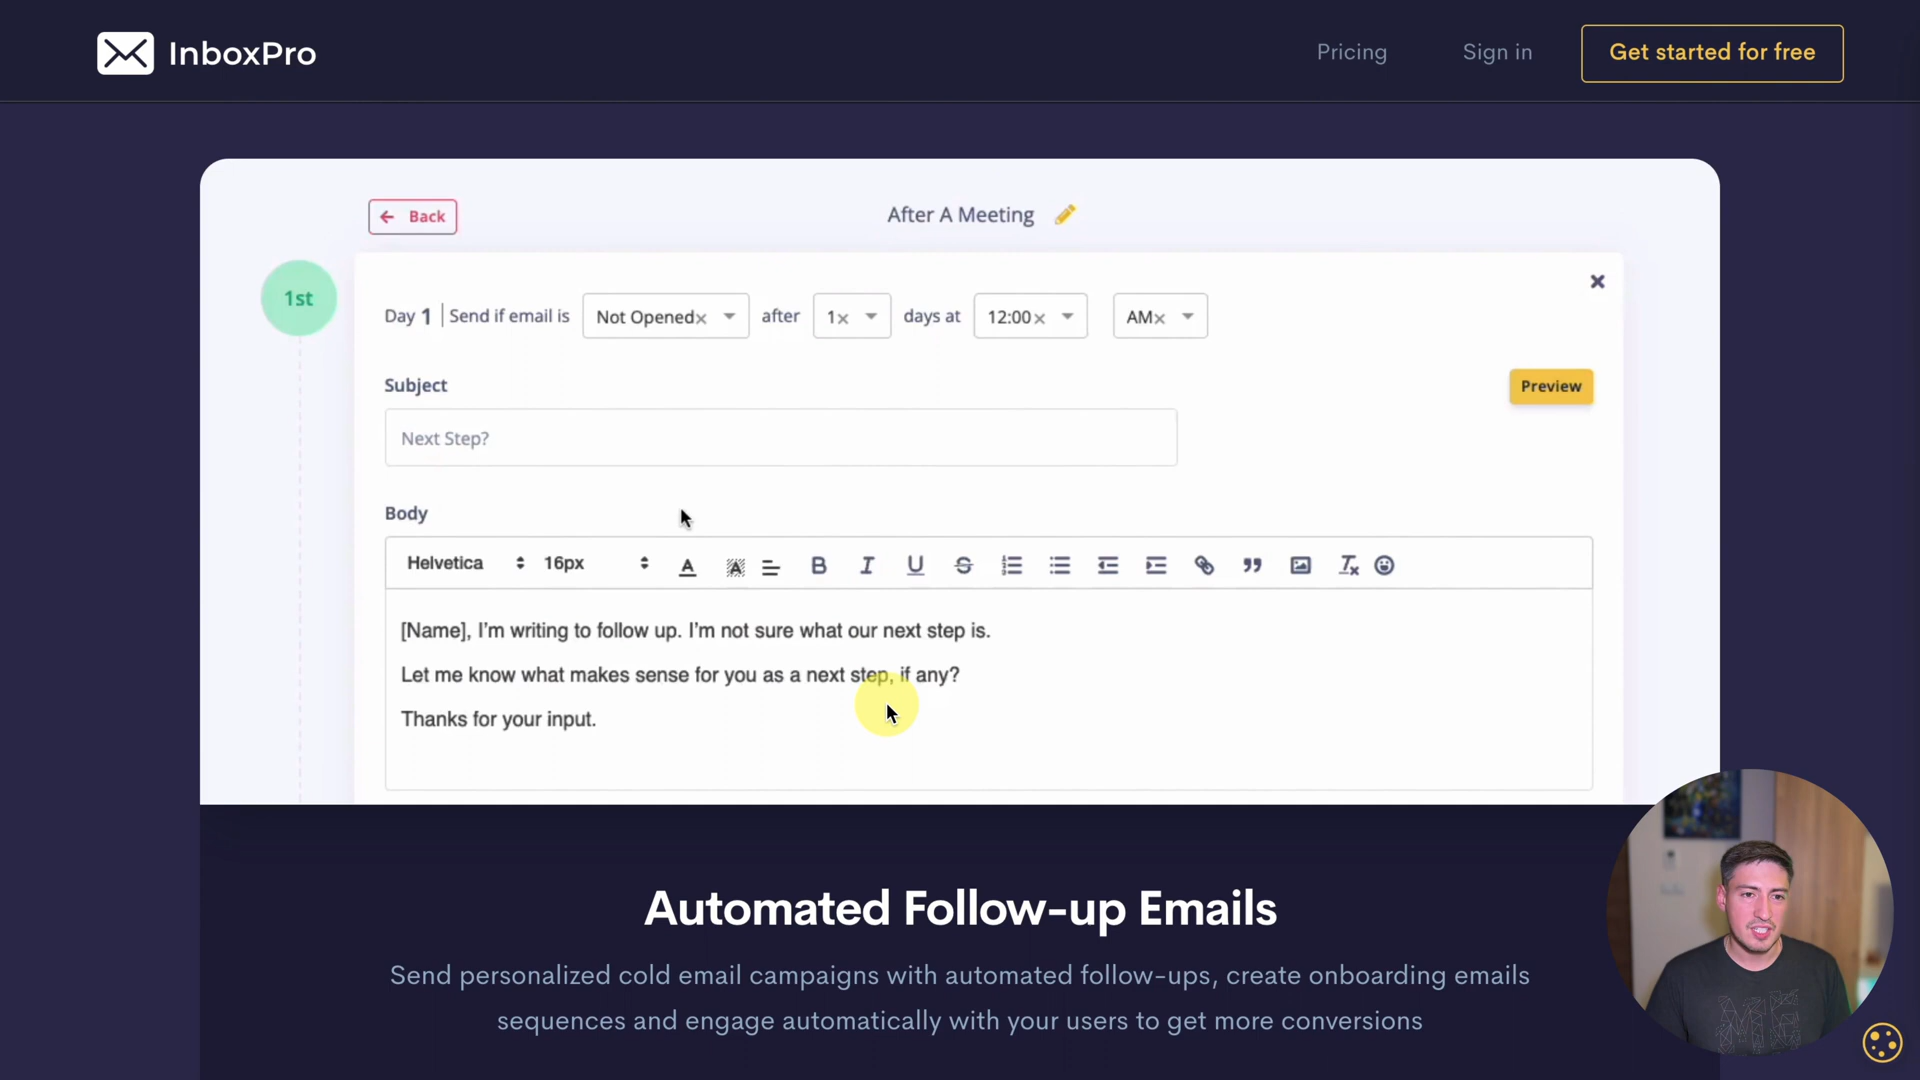 InboxPro
Pricing
Sign in
Get started for free
Back
After A Meeting
1st
Day 1 | Send if email is
Not Opened×
after
1×
days at
12:00×
AM×
Subject
Preview
Next Step?
Body
Helvetica
16px
[Name], I'm writing to follow up. I'm not sure what our next step is.
Let me know what makes sense for you as a next step, if any?
Thanks for your input.
Automated Follow-up Emails
Send personalized cold email campaigns with automated follow-ups, create onboarding emails
sequences and engage automatically with your users to get more conversions